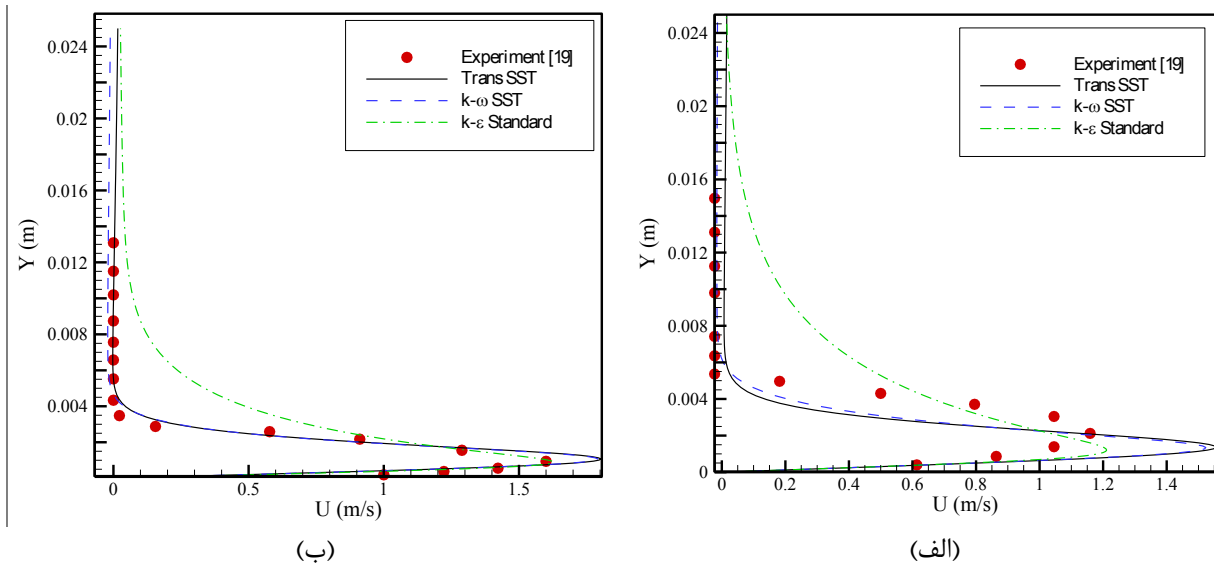 Experiment [19]
Trans SST
k-ω SST
k-ε Standard
0.024
0.02
0.016
0.012
0.008
0.004
Y (m)
0
0.5
1
1.5
U (m/s)
(ب)
Experiment [19]
Trans SST
k-ω SST
k-ε Standard
0.024
0.02
0.016
0.012
0.008
0.004
0
Y (m)
0
0.2
0.4
0.6
0.8
1
1.2
1.4
U (m/s)
(الف)